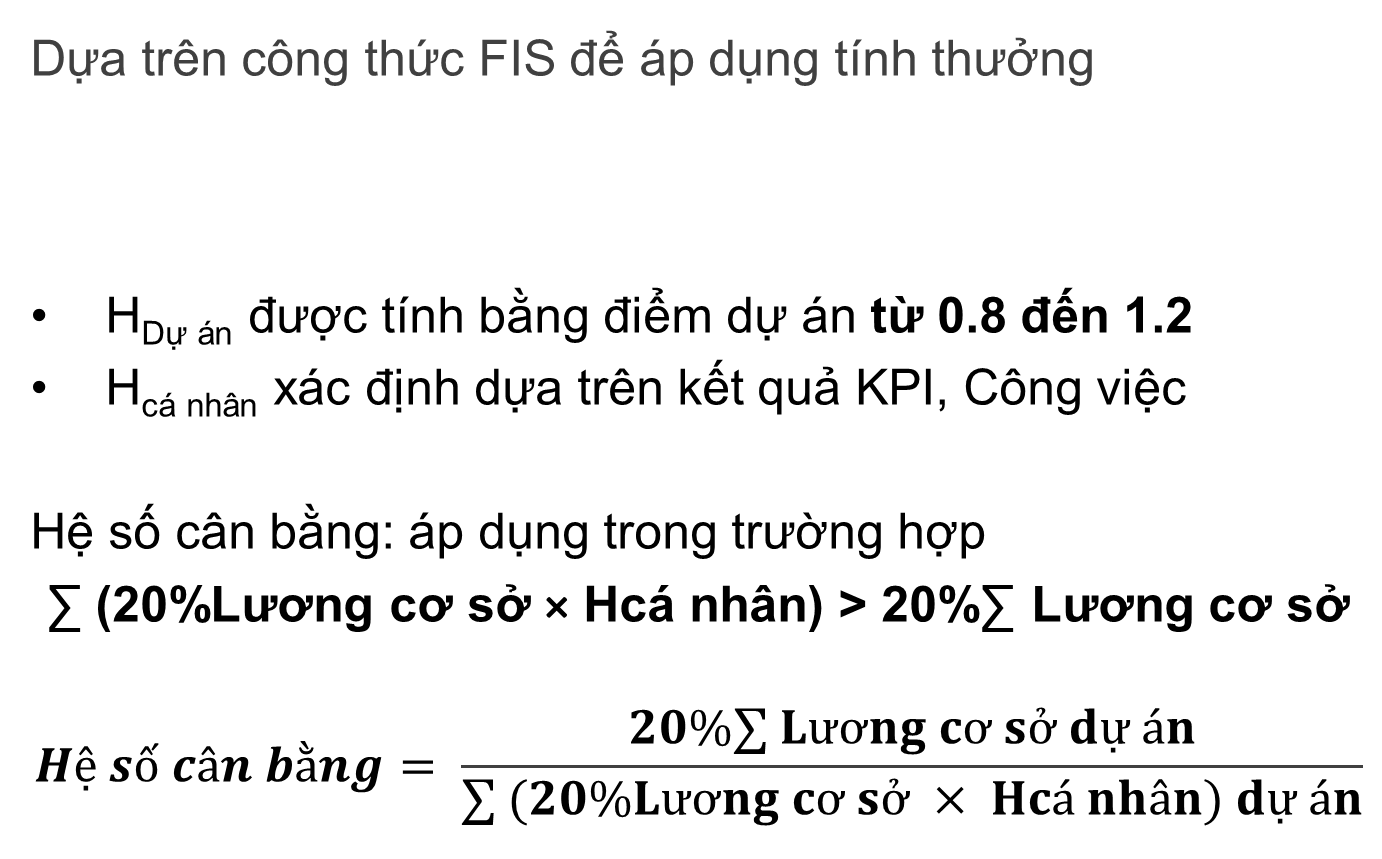 Dựa trên công thức FIS để áp dụng tính thưởng
• H Dự án được tính bằng điểm dự án từ 0.8 đến 1.2
• H cá nhân xác định dựa trên kết quả KPI, Công việc
Hệ số cân bằng: áp dụng trong trường hợp
∑ (20%Lương cơ sở × Hcá nhân) > 20%∑ Lương cơ sở
20%∑ Lương cơ sở dự án
Hệ số cân bằng =
∑ (20%Lương cơ sở × Hcá nhân) dự án